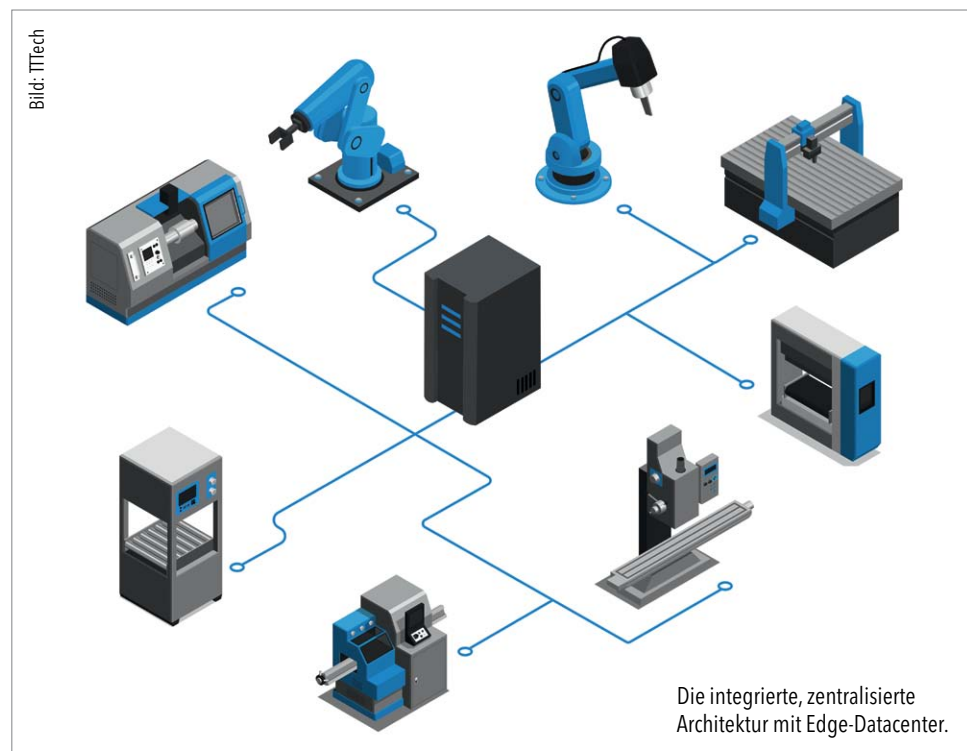 Bild: TTTech
Die integrierte, zentralisierte
Architektur mit Edge-Datacenter.